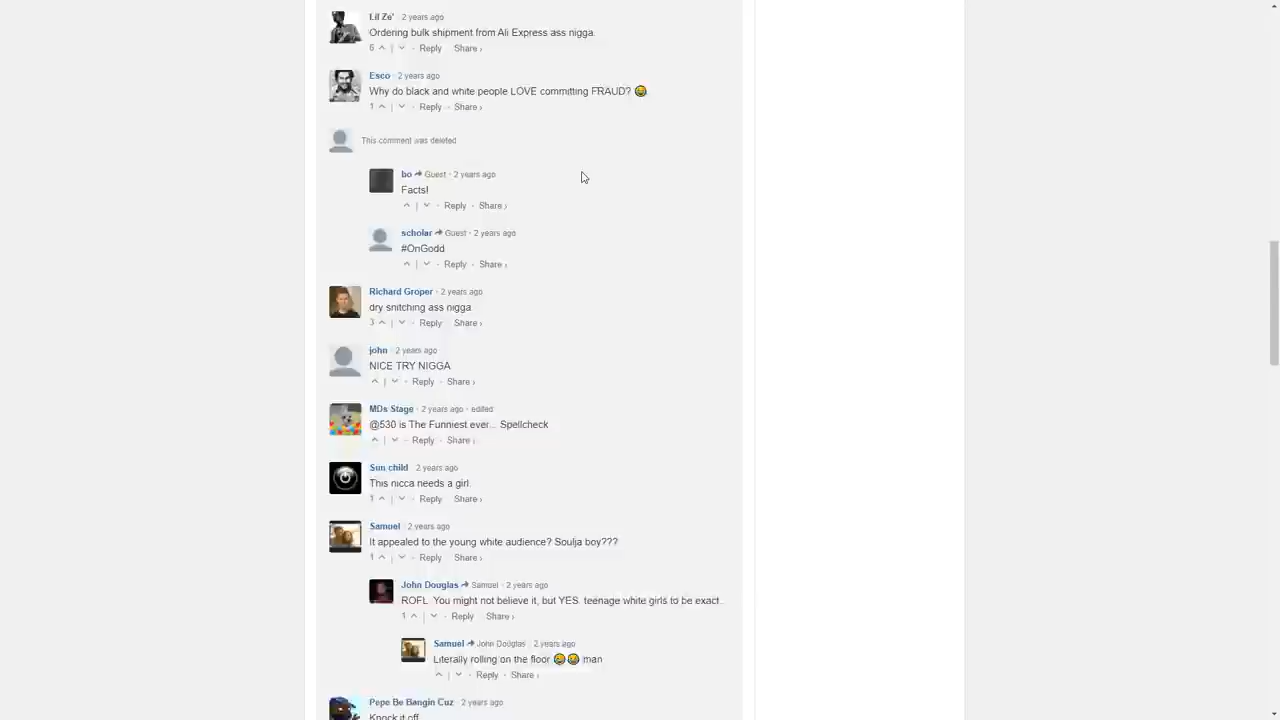 Lil Ze' · 2 years ago
Ordering bulk shipment from Ali Express ass nigga.
6 | · Reply · Share ›
Esco · 2 years ago
Why do black and white people LOVE committing FRAUD? 😂
1 | · Reply · Share ›
This comment was deleted
bo Guest · 2 years ago
Facts!
| · Reply · Share ›
scholar Guest · 2 years ago
#OnGodd
| · Reply · Share ›
Richard Groper · 2 years ago
dry snitching ass nigga
3 | · Reply · Share ›
john · 2 years ago
NICE TRY NIGGA
| · Reply · Share ›
MDs Stage · 2 years ago · edited
@530 is The Funniest ever... Spellcheck
| · Reply · Share ›
Sun child · 2 years ago
This nicca needs a girl.
1 | · Reply · Share ›
Samuel · 2 years ago
It appealed to the young white audience? Soulja boy???
1 | · Reply · Share ›
John Douglas Samuel · 2 years ago
ROFL. You might not believe it, but YES. teenage white girls to be exact..
1 | · Reply · Share ›
Samuel John Douglas · 2 years ago
Literally rolling on the floor 😂😂 man
| · Reply · Share ›
Pepe Be Bangin Cuz · 2 years ago
Knock it off